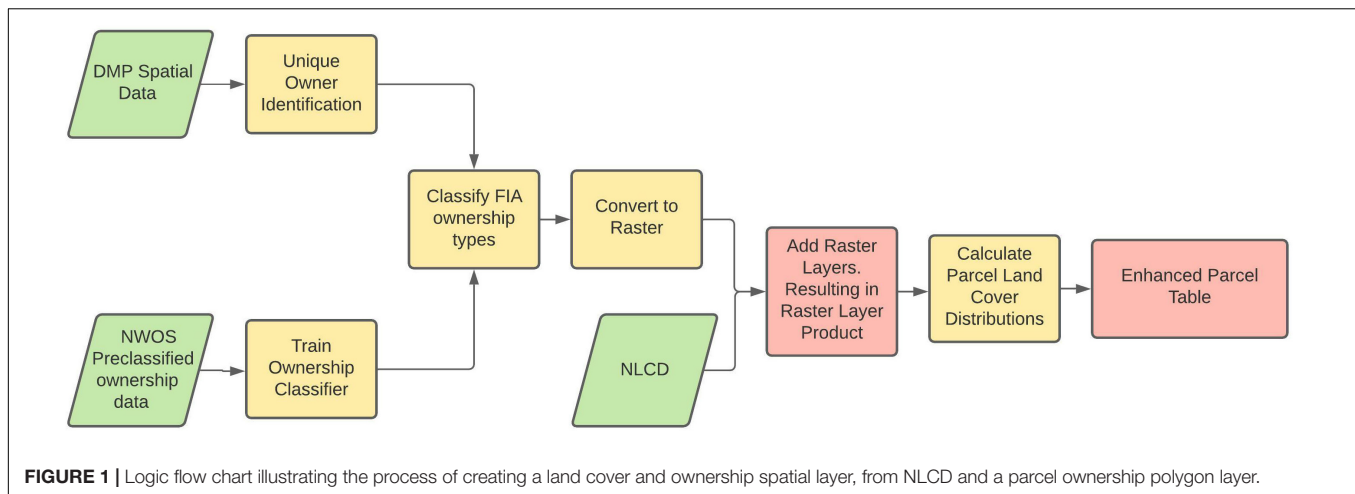 DMP Spatial
Data
Unique
Owner
Identification
NWOS
Preclassified
ownership
data
Train
Ownership
Classifier
Classify FIA
ownership
types
Convert to
Raster
NLCD
Add Raster
Layers.
Resulting in
Raster Layer
Product
Calculate
Parcel Land
Cover
Distributions
Enhanced Parcel
Table
FIGURE 1 | Logic flow chart illustrating the process of creating a land cover and ownership spatial layer, from NLCD and a parcel ownership polygon layer.